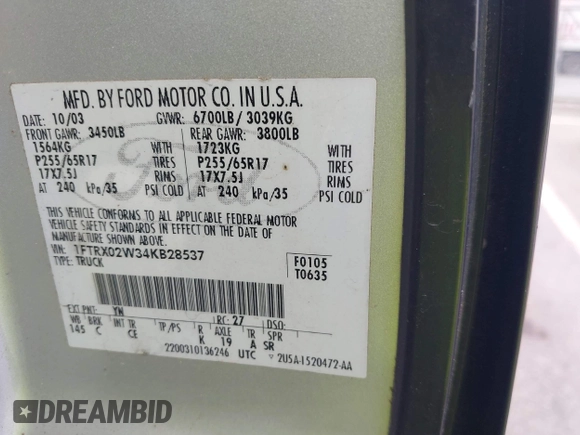 MFD. BY FORD MOTOR CO. IN U.S.A.
DATE: 10/03 GVWR: 6700LB/ 3039KG
FRONT GAWR: 3450LB REAR GAWR: 3800LB
1564KG WITH 1723KG WITH
P255/65R17 TIRES P255/65R17 TIRES
17X7.5J RIMS 17X7.5J RIMS
AT 240 kPa/35 PSI COLD AT 240 kPa/35 PSI COLD
THIS VEHICLE CONFORMS TO ALL APPLICABLE FEDERAL MOTOR
VEHICLE SAFETY STANDARDS IN EFFECT ON THE DATE OF
MANUFACTURE SHOWN ABOVE.
VIN: 1FTRX02W34KB28537 F0105
TYPE: TRUCK T0635
EXT PNT: YN RC: 27 DSO:
WB BRK INT TR TP/PS R AXLE TR SPR
145 C CE K 19 A SR
2200310136246 UTC ▽ 2U5A-1520472-AA
Ford
DREAMBID